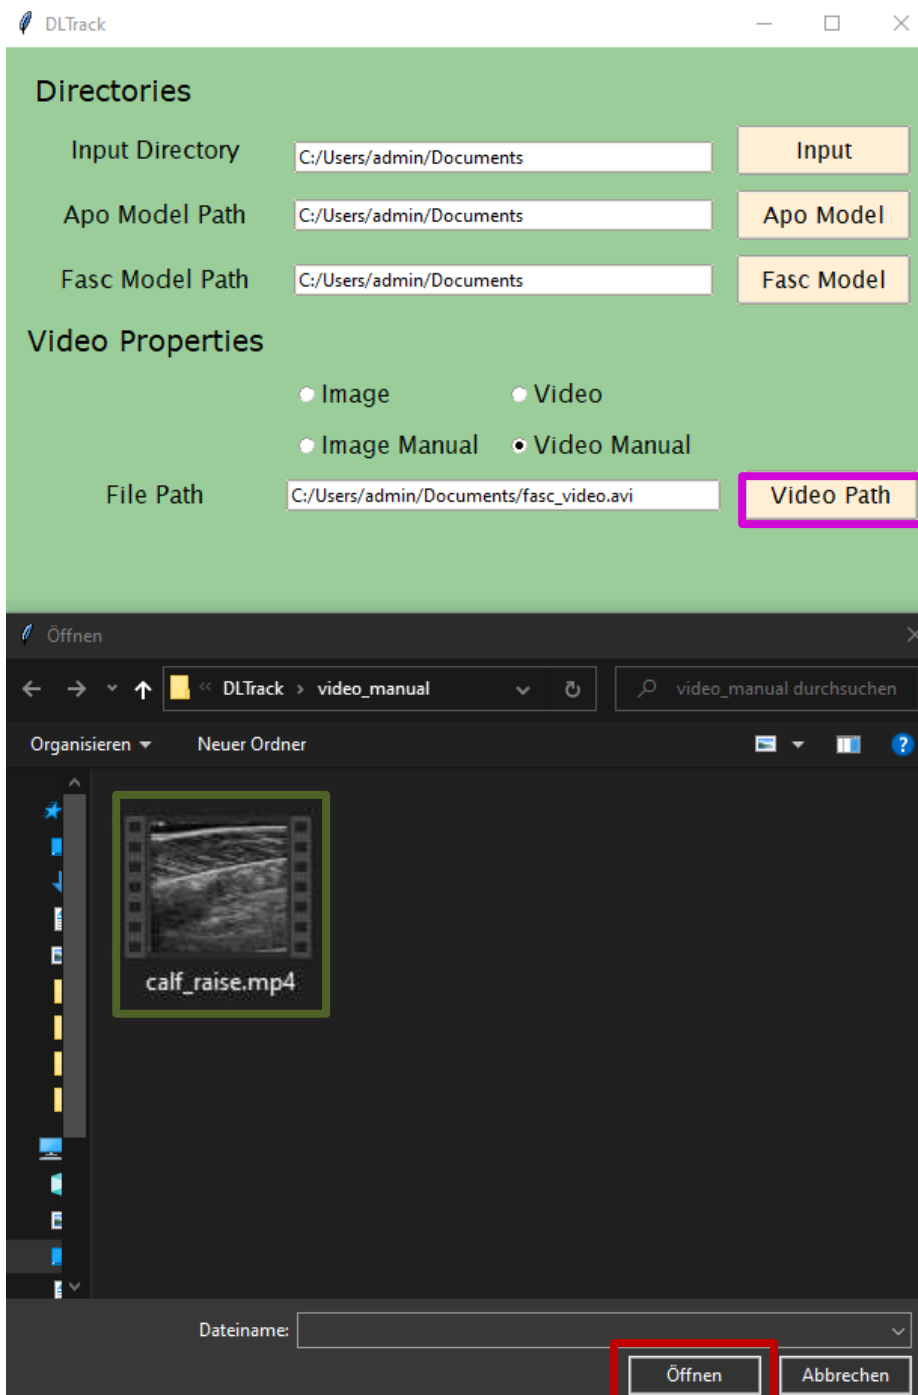 DLTrack
Directories
Input Directory C:/Users/admin/Documents Input
Apo Model Path C:/Users/admin/Documents Apo Model
Fasc Model Path C:/Users/admin/Documents Fasc Model
Video Properties
Image Video
Image Manual Video Manual
File Path C:/Users/admin/Documents/fasc_video.avi Video Path
Öffnen
« DLTrack › video_manual video_manual durchsuchen
Organisieren Neuer Ordner ?
calf_raise.mp4
Dateiname:
Öffnen Abbrechen